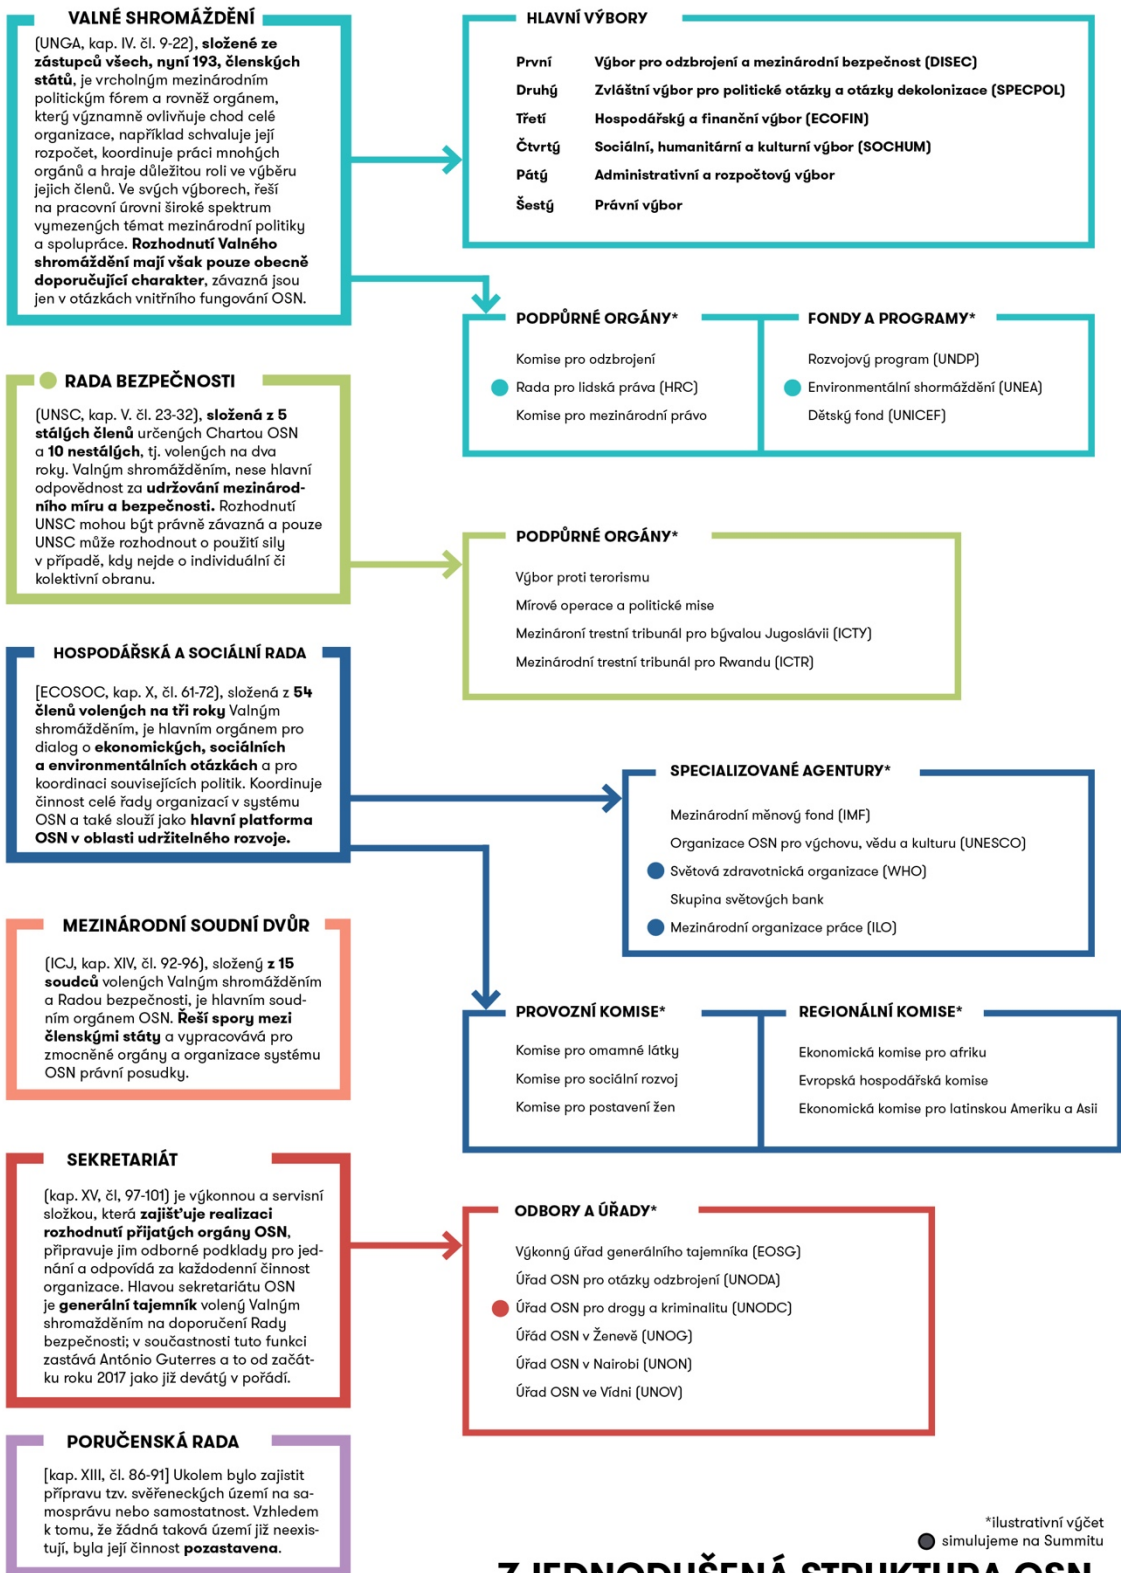 VALNÉ SHROMÁŽDĚNÍ
(UNGA, kap. IV. čl. 9-22), složené ze
zástupců všech, nyní 193, členských
států, je vrcholným mezinárodním
politickým fórem a rovněž orgánem,
který významně ovlivňuje chod celé
organizace, například schvaluje její
rozpočet, koordinuje práci mnohých
orgánů a hraje důležitou roli ve výběru
jejich členů. Ve svých výborech, řeší
na pracovní úrovni široké spektrum
vymezených témat mezinárodní politiky
a spolupráce. Rozhodnutí Valného
shromáždění mají však pouze obecně
doporučující charakter, závazná jsou
jen v otázkách vnitřního fungování OSN.
HLAVNÍ VÝBORY
První Výbor pro odzbrojení a mezinárodní bezpečnost (DISEC)
Druhý Zvláštní výbor pro politické otázky a otázky dekolonizace (SPECPOL)
Třetí Hospodářský a finanční výbor (ECOFIN)
Čtvrtý Sociální, humanitární a kulturní výbor (SOCHUM)
Pátý Administrativní a rozpočtový výbor
Šestý Právní výbor
PODPŮRNÉ ORGÁNY*
Komise pro odzbrojení
Rada pro lidská práva (HRC)
Komise pro mezinárodní právo
FONDY A PROGRAMY*
Rozvojový program (UNDP)
Environmentální shormáždění (UNEA)
Dětský fond (UNICEF)
RADA BEZPEČNOSTI
(UNSC, kap. V. čl. 23-32), složená z 5
stálých členů určených Chartou OSN
a 10 nestálých, tj. volených na dva
roky. Valným shromážděním, nese hlavní
odpovědnost za udržování mezinárod-
ního míru a bezpečnosti. Rozhodnutí
UNSC mohou být právně závazná a pouze
UNSC může rozhodnout o použití síly
v případě, kdy nejde o individuální či
kolektivní obranu.
PODPŮRNÉ ORGÁNY*
Výbor proti terorismu
Mírové operace a politické mise
Mezinároní trestní tribunál pro bývalou Jugoslávii (ICTY)
Mezinárodní trestní tribunál pro Rwandu (ICTR)
HOSPODÁŘSKÁ A SOCIÁLNÍ RADA
[ECOSOC, kap. X, čl. 61-72), složená z 54
členů volených na tři roky Valným
shromážděním, je hlavním orgánem pro
dialog o ekonomických, sociálních
a environmentálních otázkách a pro
koordinaci souvisejících politik. Koordinuje
činnost celé řady organizací v systému
OSN a také slouží jako hlavní platforma
OSN v oblasti udržitelného rozvoje.
SPECIALIZOVANÉ AGENTURY*
Mezinárodní měnový fond (IMF)
Organizace OSN pro výchovu, vědu a kulturu (UNESCO)
Světová zdravotnická organizace (WHO)
Skupina světových bank
Mezinárodní organizace práce (ILO)
PROVOZNÍ KOMISE*
Komise pro omamné látky
Komise pro sociální rozvoj
Komise pro postavení žen
REGIONÁLNÍ KOMISE*
Ekonomická komise pro afriku
Evropská hospodářská komise
Ekonomická komise pro latinskou Ameriku a Asii
MEZINÁRODNÍ SOUDNÍ DVŮR
(ICJ, kap. XIV, čl. 92-96), složený z 15
soudců volených Valným shromážděním
a Radou bezpečnosti, je hlavním soud-
ním orgánem OSN. Řeší spory mezi
členskými státy a vypracovává pro
zmocněné orgány a organizace systému
OSN právní posudky.
SEKRETARIÁT
(kap. XV, čl, 97-101) je výkonnou a servisní
složkou, která zajišťuje realizaci
rozhodnutí přijatých orgány OSN,
připravuje jim odborné podklady pro jed-
nání a odpovídá za každodenní činnost
organizace. Hlavou sekretariátu OSN
je generální tajemník volený Valným
shromažděním na doporučení Rady
bezpečnosti; v součastnosti tuto funkci
zastává António Guterres a to od začát-
ku roku 2017 jako již devátý v pořádí.
ODBORY A ÚŘADY*
Výkonný úřad generálního tajemníka (EOSG)
Úřad OSN pro otázky odzbrojení (UNODA)
Úřad OSN pro drogy a kriminalitu (UNODC)
Úřád OSN v Ženevě (UNOG)
Úřad OSN v Nairobi (UNON)
Úřad OSN ve Vídni (UNOV)
PORUČENSKÁ RADA
[kap. XIII, čl. 86-91] Ukolem bylo zajistit
přípravu tzv. svěřeneckých území na sa-
mosprávu nebo samostatnost. Vzhledem
k tomu, že žádná taková území již neexis-
tují, byla její činnost pozastavena.
*ilustrativní výčet
simulujeme na Summitu
ZJEDNODUŠENÁ STRUKTURA OSN